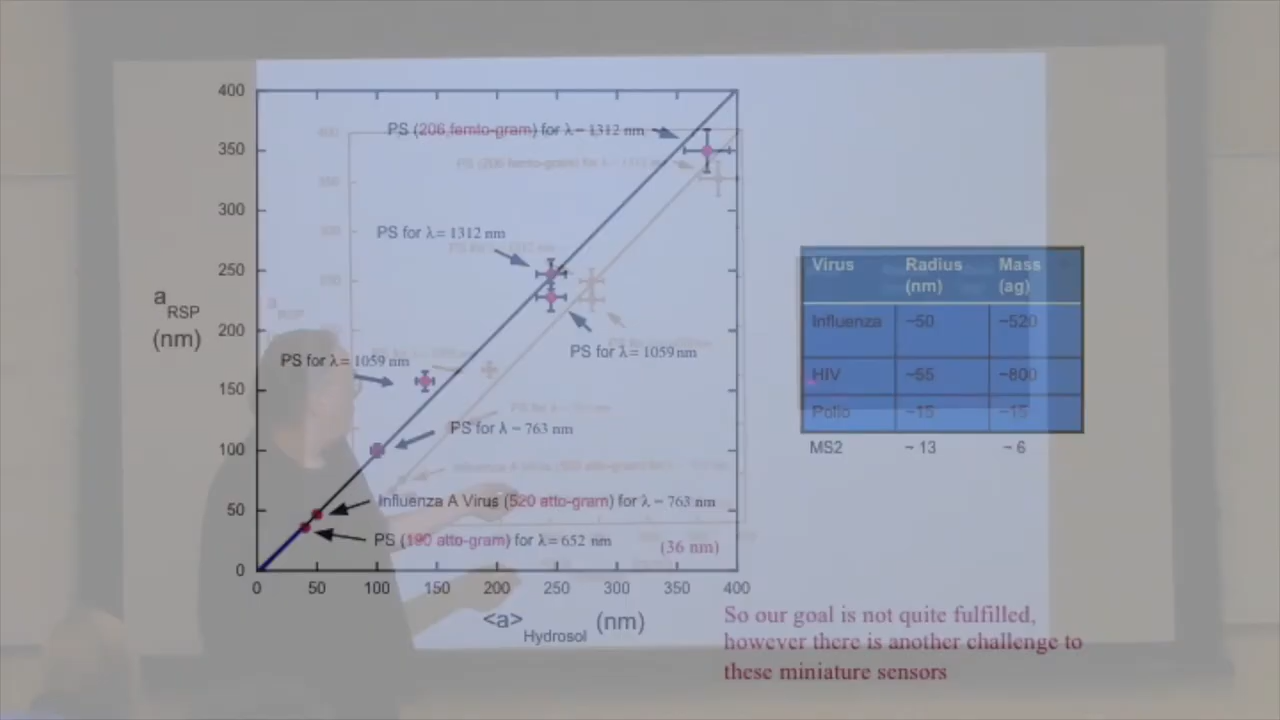 400
350
300
250
200
150
100
50
0
0 50 100 150 200 250 300 350 400
a RSP
(nm)
<a> Hydrosol (nm)
PS (206 femto-gram) for λ~ 1312 nm
PS for λ= 1312 nm
PS for λ= 1059 nm
PS for λ= 1059 nm
PS for λ ~ 763 nm
Influenza A Virus (520 atto-gram) for λ ~ 763 nm
PS (190 atto-gram) for λ= 652 nm
(36 nm)
Virus Radius (nm) Mass (ag)
Influenza ~50 ~520
HIV ~55 ~800
Polio ~15 ~15
MS2 ~ 13 ~ 6
So our goal is not quite fulfilled,
however there is another challenge to
these miniature sensors